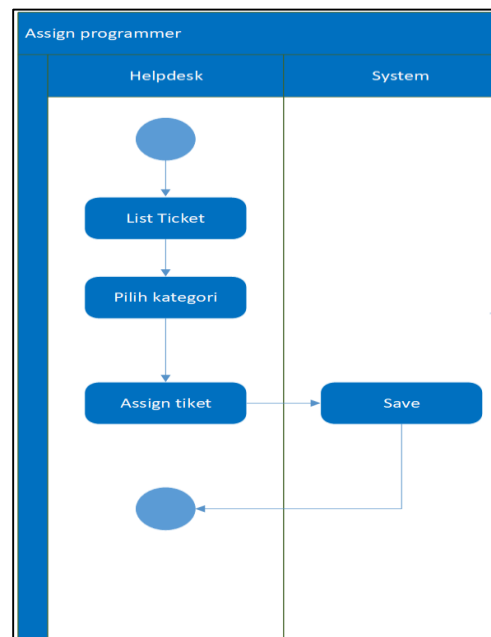 Assign programmer
Helpdesk
System
List Ticket
Pilih kategori
Assign tiket
Save